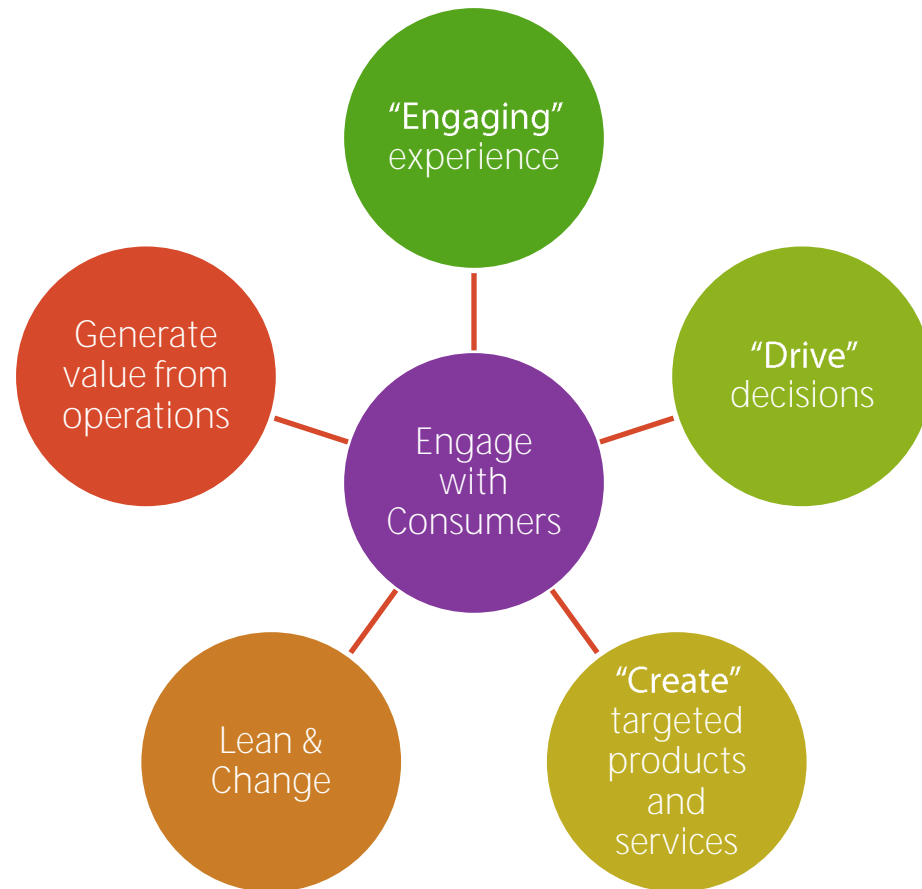 “Engaging”
experience
“Drive”
decisions
“Create”
targeted
products
and
services
Lean &
Change
Generate
value from
operations
Engage
with
Consumers